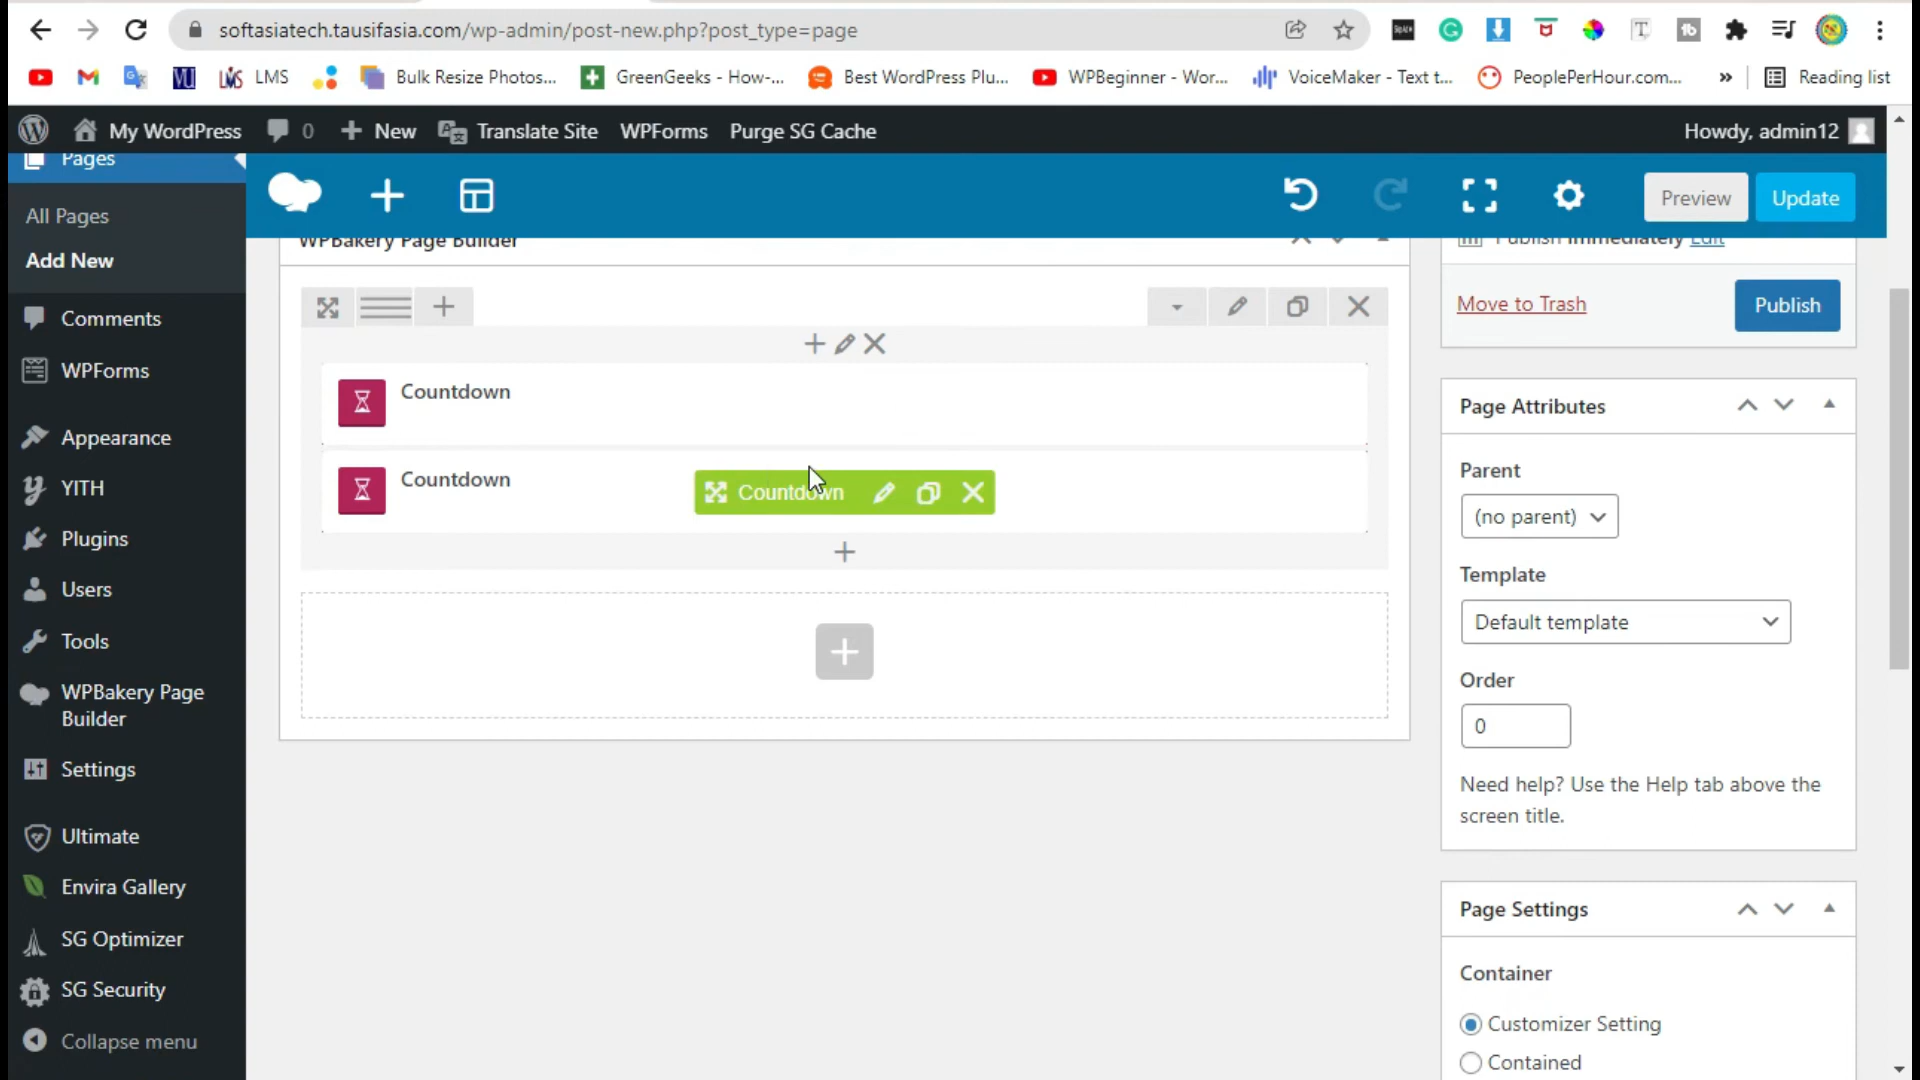 softasiatech.tausifasia.com/wp-admin/post-new.php?post_type=page
LMS
Bulk Resize Photos...
GreenGeeks - How-...
Best WordPress Plu...
WPBeginner - Wor...
VoiceMaker - Text t...
PeoplePerHour.com...
»
Reading list
My WordPress
0
New
Translate Site
WPForms
Purge SG Cache
Howdy, admin12
Pages
All Pages
Add New
Comments
WPForms
Appearance
YITH
Plugins
Users
Tools
WPBakery Page
Builder
Settings
Ultimate
Envira Gallery
SG Optimizer
SG Security
Collapse menu
Preview
Update
WPBakery Page Builder
Countdown
Countdown
Countdown
Publish immediately Edit
Move to Trash
Publish
Page Attributes
Parent
(no parent)
Template
Default template
Order
0
Need help? Use the Help tab above the
screen title.
Page Settings
Container
Customizer Setting
Contained